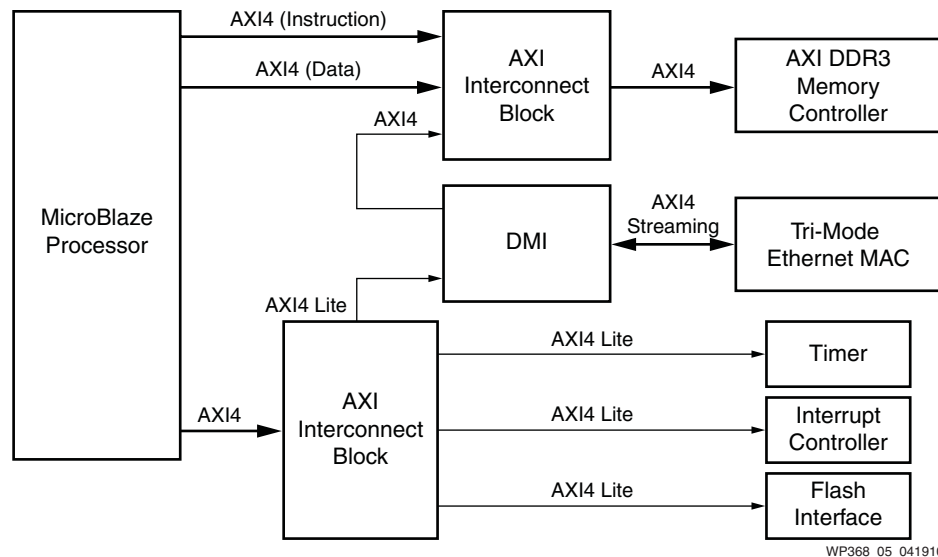 AXI4 (Instruction)
AXI4 (Data)
AXI4
AXI
Interconnect
Block
AXI4
AXI DDR3
Memory
Controller
MicroBlaze
Processor
DMI
AXI4
Streaming
Tri-Mode
Ethernet MAC
AXI4 Lite
AXI4
AXI
Interconnect
Block
AXI4 Lite
Timer
AXI4 Lite
Interrupt
Controller
AXI4 Lite
Flash
Interface